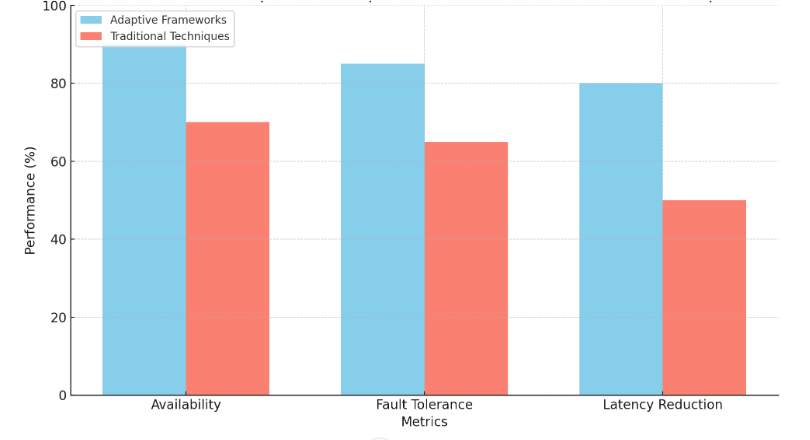 100
Adaptive Frameworks
Traditional Techniques
80
60
40
20
0
Performance (%)
Availability
Fault Tolerance
Latency Reduction
Metrics